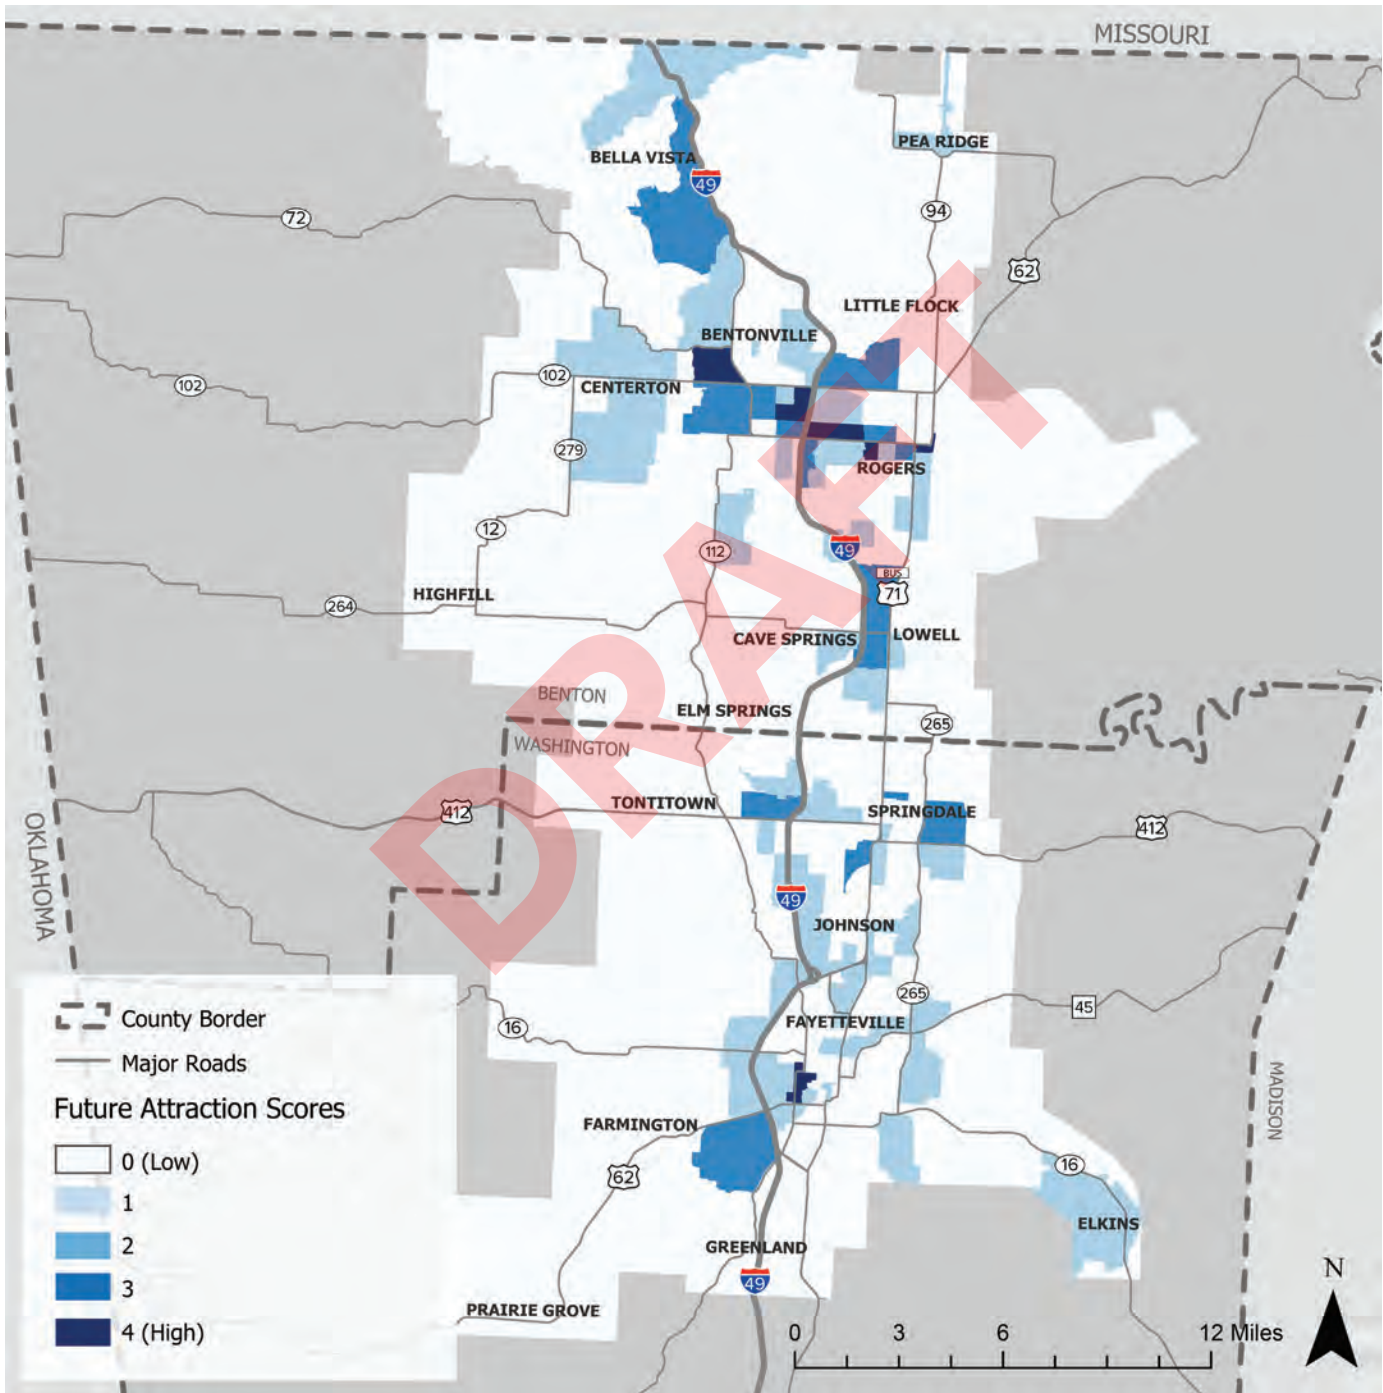 MISSOURI
PEA RIDGE
BELLA VISTA
49
72
94
62
LITTLE FLOCK
BENTONVILLE
102
102
CENTERTON
279
ROGERS
12
112
49
BUS
71
HIGHFILL
264
CAVE SPRINGS
LOWELL
BENTON
ELM SPRINGS
265
WASHINGTON
DRAFT
412
TONTITOWN
SPRINGDALE
412
OKLAHOMA
49
JOHNSON
265
45
16
FAYETTEVILLE
MADISON
FARMINGTON
62
16
ELKINS
GREENLAND
49
PRAIRIE GROVE
County Border
Major Roads
Future Attraction Scores
0 (Low)
1
2
3
4 (High)
N
0 3 6 12 Miles